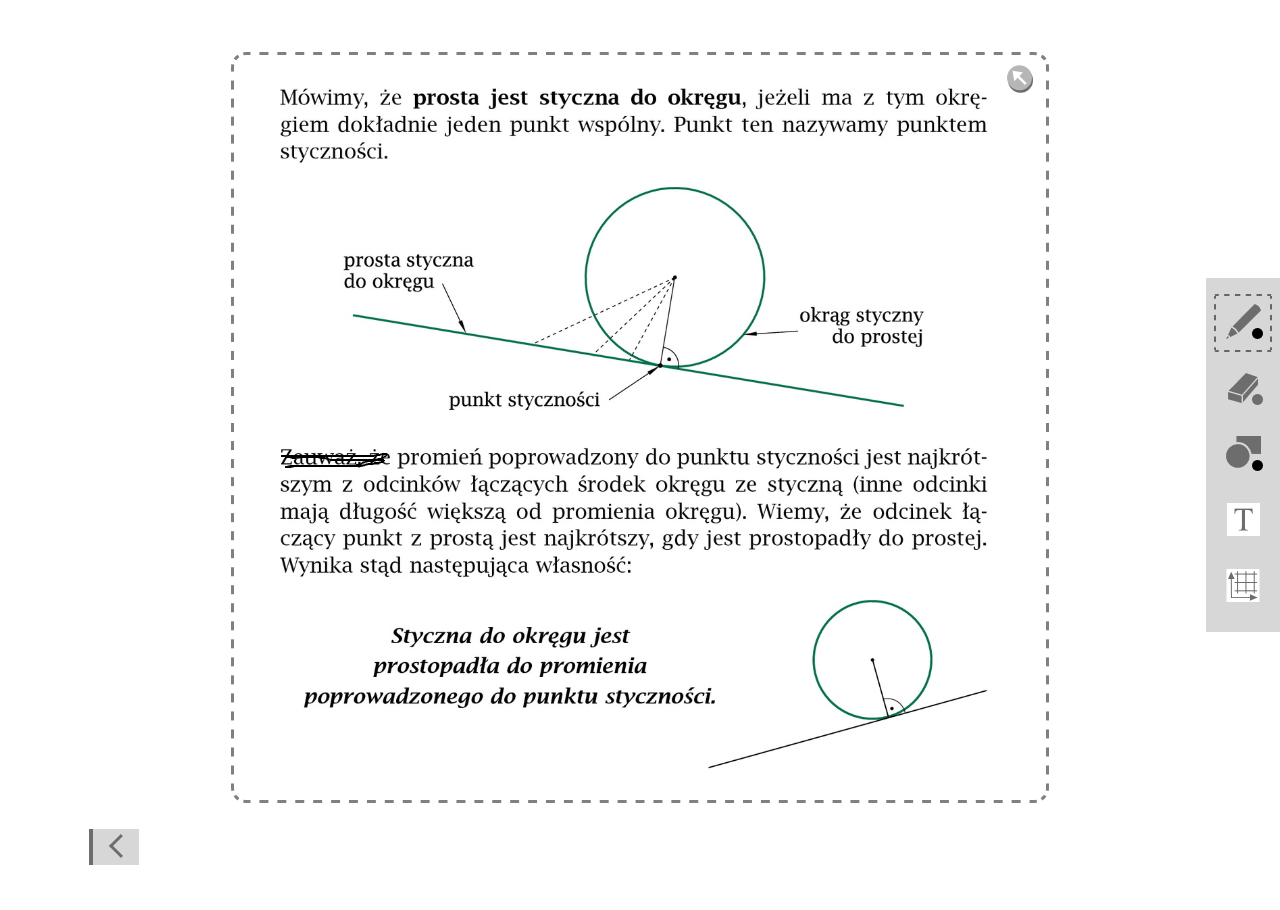 Mówimy, że prosta jest styczna do okręgu, jeżeli ma z tym okrę-
giem dokładnie jeden punkt wspólny. Punkt ten nazywamy punktem
styczności.
prosta styczna
do okręgu
okrąg styczny
do prostej
punkt styczności
Zauważ, że promień poprowadzony do punktu styczności jest najkrót-
szym z odcinków łączących środek okręgu ze styczną (inne odcinki
mają długość większą od promienia okręgu). Wiemy, że odcinek łą-
czący punkt z prostą jest najkrótszy, gdy jest prostopadły do prostej.
Wynika stąd następująca własność:
Styczna do okręgu jest
prostopadła do promienia
poprowadzonego do punktu styczności.
T